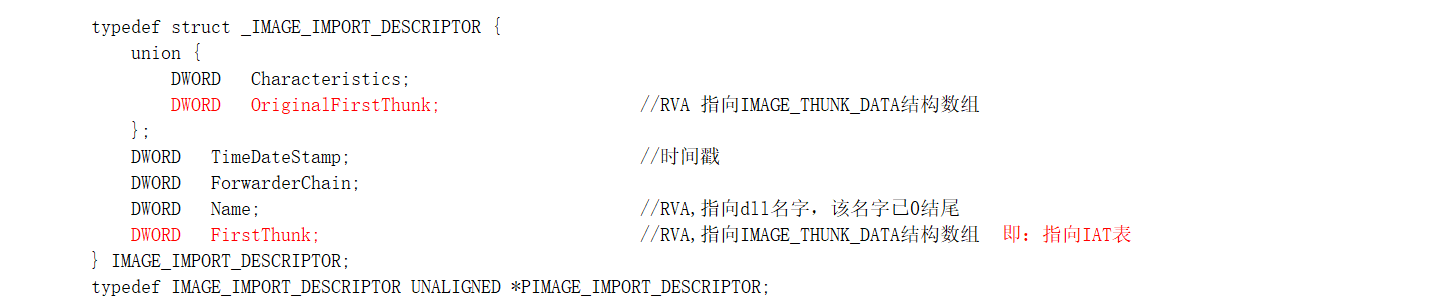 typedef struct _IMAGE_IMPORT_DESCRIPTOR {
union {
DWORD Characteristics;
DWORD OriginalFirstThunk; //RVA 指向IMAGE_THUNK_DATA结构数组
};
DWORD TimeDateStamp; //时间戳
DWORD ForwarderChain;
DWORD Name; //RVA,指向dll名字，该名字已0结尾
DWORD FirstThunk; //RVA,指向IMAGE_THUNK_DATA结构数组 即：指向IAT表
} IMAGE_IMPORT_DESCRIPTOR;
typedef IMAGE_IMPORT_DESCRIPTOR UNALIGNED *PIMAGE_IMPORT_DESCRIPTOR;